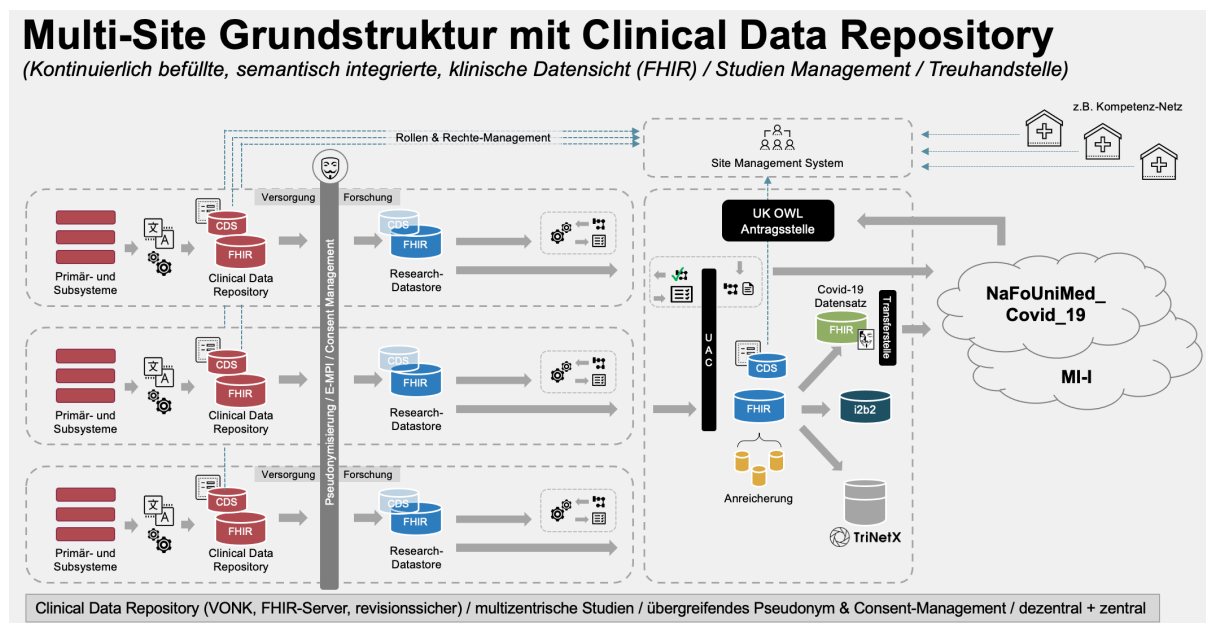 Multi-Site Grundstruktur mit Clinical Data Repository
(Kontinuierlich befüllte, semantisch integrierte, klinische Datensicht (FHIR) / Studien Management / Treuhandstelle)
z.B. Kompetenz-Netz
Rollen & Rechte-Management
Site Management System
Versorgung
Forschung
Pseudonymisierung / E-MPI / Consent Management
文
A
CDS
FHIR
Primär- und
Subsysteme
Clinical Data
Repository
CDS
FHIR
Research-
Datastore
文
A
CDS
FHIR
Primär- und
Subsysteme
Clinical Data
Repository
CDS
FHIR
Research-
Datastore
Versorgung
Forschung
文
A
CDS
FHIR
Primär- und
Subsysteme
Clinical Data
Repository
CDS
FHIR
Research-
Datastore
UK OWL
Antragsstelle
UAC
Covid-19
Datensatz
FHIR
Transferstelle
CDS
FHIR
i2b2
Anreicherung
TriNetX
NaFoUniMed_
Covid_19
MI-I
Clinical Data Repository (VONK, FHIR-Server, revisionssicher) / multizentrische Studien / übergreifendes Pseudonym & Consent-Management / dezentral + zentral